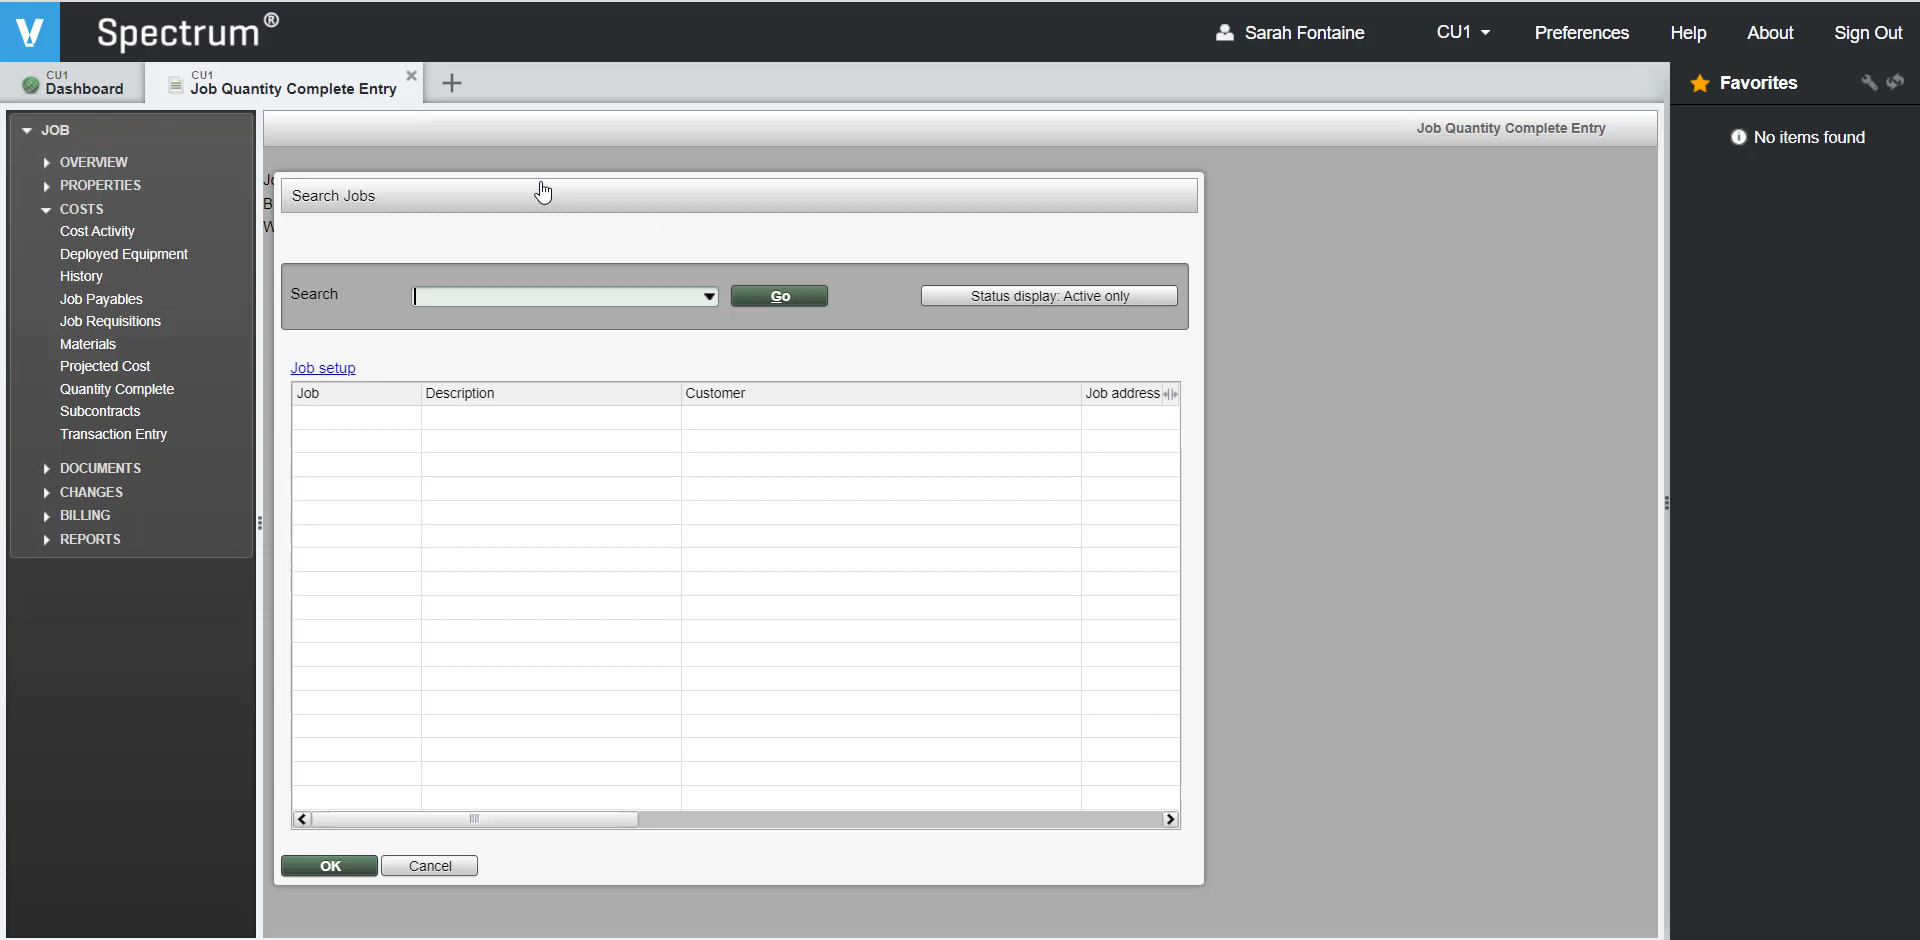 V Spectrum®
Sarah Fontaine
CU1
Preferences
Help
About
Sign Out
CU1
Dashboard
CU1
Job Quantity Complete Entry
Favorites
No items found
JOB
OVERVIEW
PROPERTIES
COSTS
Cost Activity
Deployed Equipment
History
Job Payables
Job Requisitions
Materials
Projected Cost
Quantity Complete
Subcontracts
Transaction Entry
DOCUMENTS
CHANGES
BILLING
REPORTS
Job Quantity Complete Entry
Search Jobs
Search
Go
Status display: Active only
Job setup
Job
Description
Customer
Job address
OK
Cancel